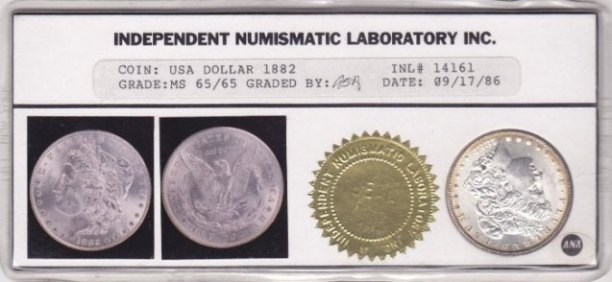 INDEPENDENT NUMISMATIC LABORATORY INC.
COIN: USA DOLLAR 1882 INL# 14161
GRADE:MS 65/65 GRADED BY: DATE: 09/17/86
INDEPENDENT NUMISMATIC LABORATORY
1882
ANA